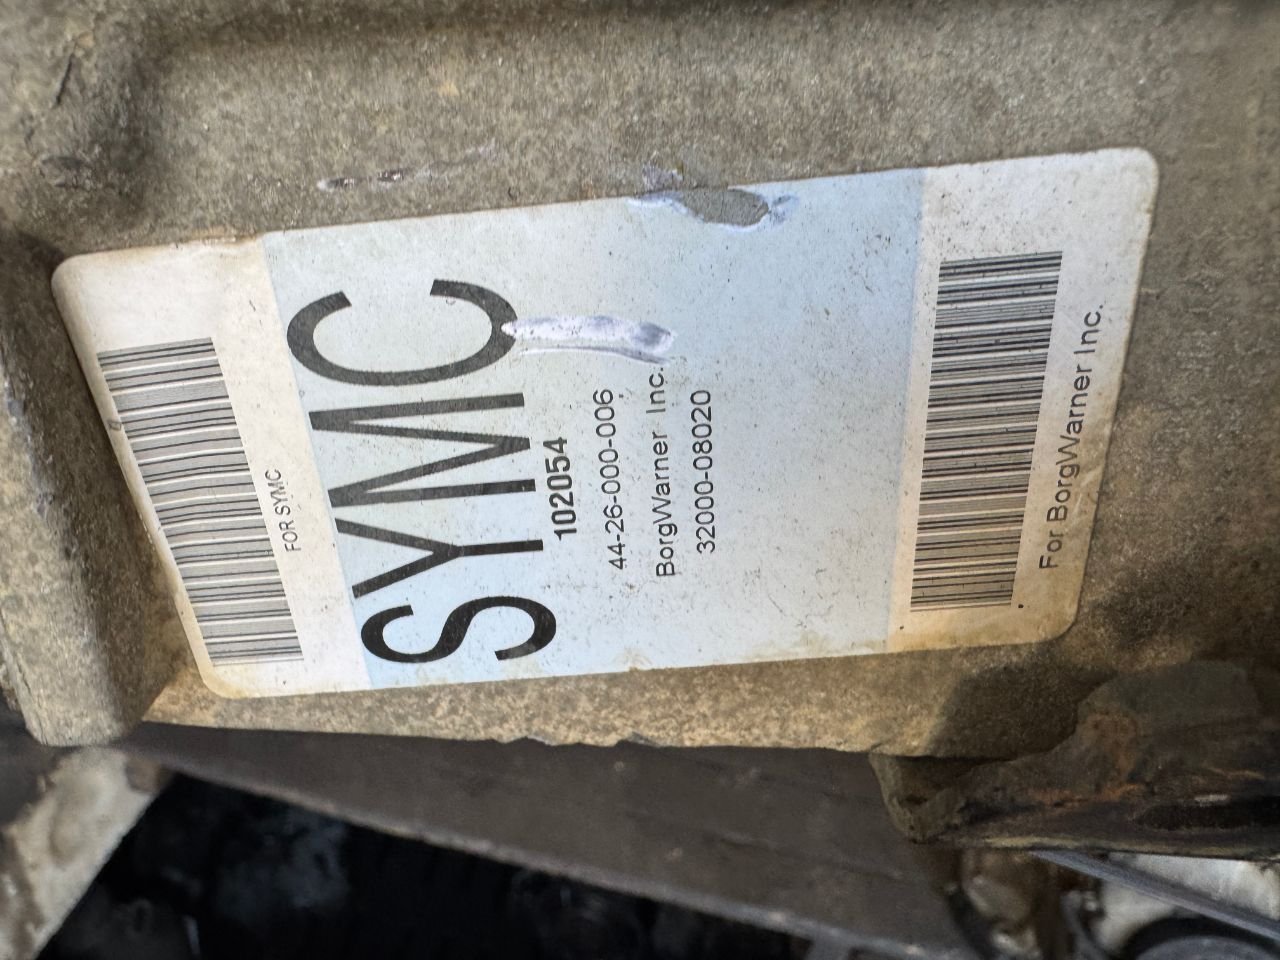 FOR SYMC
SYMC
102054
44-26-000-006
BorgWarner Inc.
32000-08020
For BorgWarner Inc.